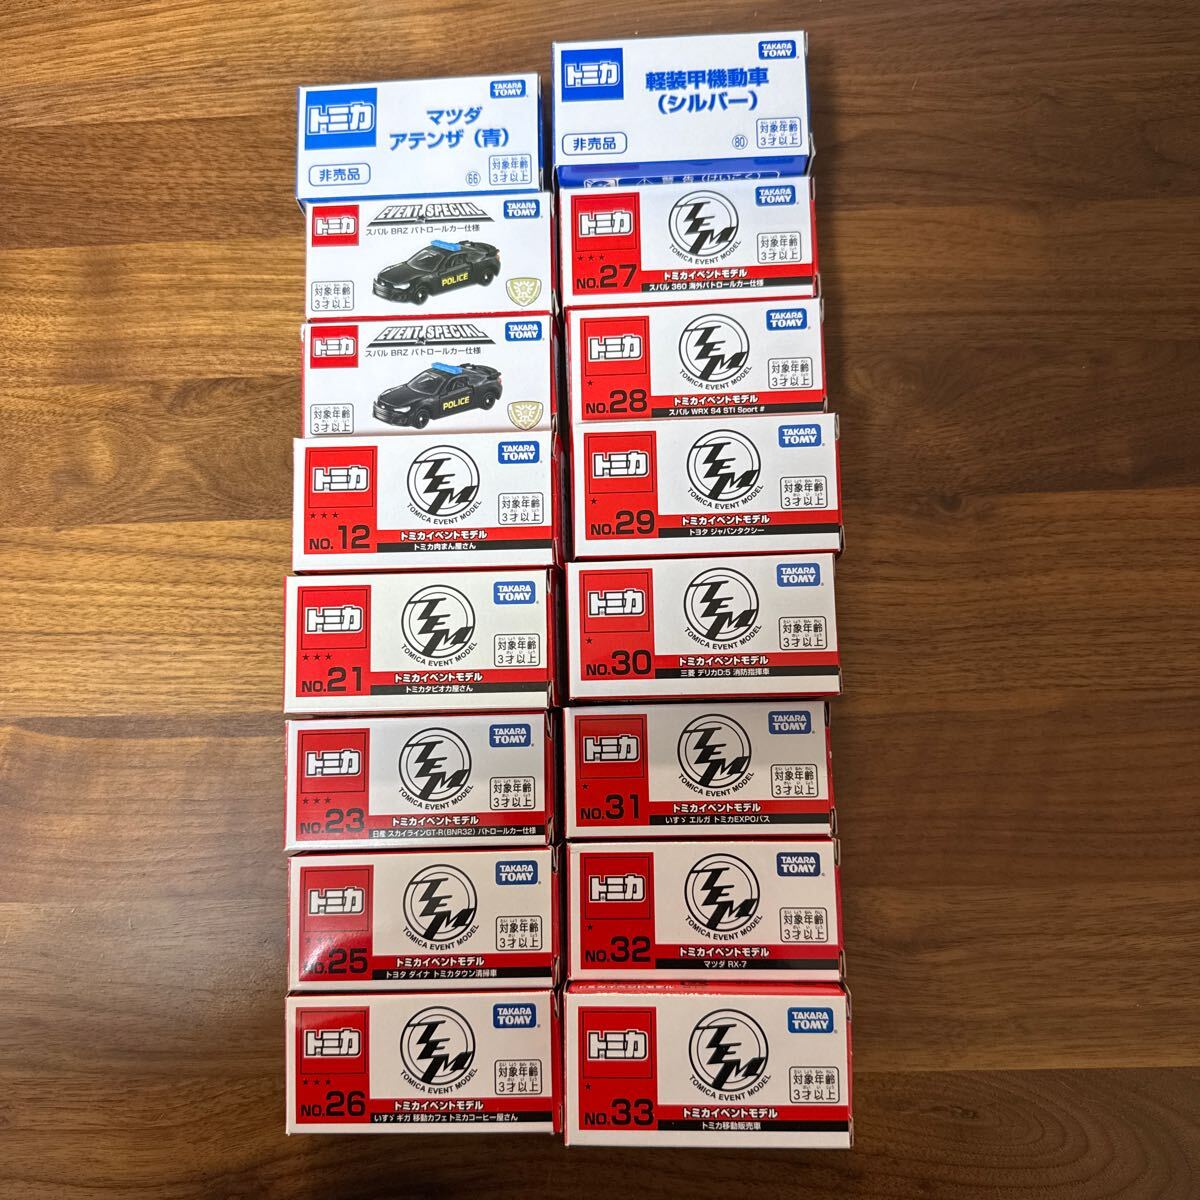 トミカ
TAKARA TOMY
マツダ
アテンザ（青）
非売品
66
対象年齢
3才以上
トミカ
EVENT SPECIAL
TAKARA TOMY
スバル BRZ パトロールカー仕様
POLICE
対象年齢
3才以上
トミカ
EVENT SPECIAL
TAKARA TOMY
スバル BRZ パトロールカー仕様
POLICE
対象年齢
3才以上
トミカ
TEM
TOMICA EVENT MODEL
TAKARA TOMY
対象年齢
3才以上
NO. 12
トミカイベントモデル
トミカ肉まん屋さん
トミカ
TEM
TOMICA EVENT MODEL
TAKARA TOMY
対象年齢
3才以上
NO. 21
トミカイベントモデル
トミカタピオカ屋さん
トミカ
TEM
TOMICA EVENT MODEL
TAKARA TOMY
対象年齢
3才以上
NO. 23
トミカイベントモデル
日産 スカイラインGT-R(BNR32) パトロールカー仕様
トミカ
TEM
TOMICA EVENT MODEL
TAKARA TOMY
対象年齢
3才以上
NO. 25
トミカイベントモデル
トヨタ ダイナ トミカタウン清掃車
トミカ
TEM
TOMICA EVENT MODEL
TAKARA TOMY
対象年齢
3才以上
NO. 26
トミカイベントモデル
いすゞ ギガ 移動カフェ トミカコーヒー屋さん
トミカ
TAKARA TOMY
軽装甲機動車
（シルバー）
非売品
80
対象年齢
3才以上
トミカ
TEM
TOMICA EVENT MODEL
TAKARA TOMY
対象年齢
3才以上
NO. 27
トミカイベントモデル
スバル 360 海外パトロールカー仕様
トミカ
TEM
TOMICA EVENT MODEL
TAKARA TOMY
対象年齢
3才以上
NO. 28
トミカイベントモデル
スバル WRX S4 STI Sport #
トミカ
TEM
TOMICA EVENT MODEL
TAKARA TOMY
対象年齢
3才以上
NO. 29
トミカイベントモデル
トヨタ ジャパンタクシー
トミカ
TEM
TOMICA EVENT MODEL
TAKARA TOMY
対象年齢
3才以上
NO. 30
トミカイベントモデル
三菱 デリカD:5 消防指揮車
トミカ
TEM
TOMICA EVENT MODEL
TAKARA TOMY
対象年齢
3才以上
NO. 31
トミカイベントモデル
いすゞ エルガ トミカEXPOバス
トミカ
TEM
TOMICA EVENT MODEL
TAKARA TOMY
対象年齢
3才以上
NO. 32
トミカイベントモデル
マツダ RX-7
トミカ
TEM
TOMICA EVENT MODEL
TAKARA TOMY
対象年齢
3才以上
NO. 33
トミカイベントモデル
トミカ移動販売車